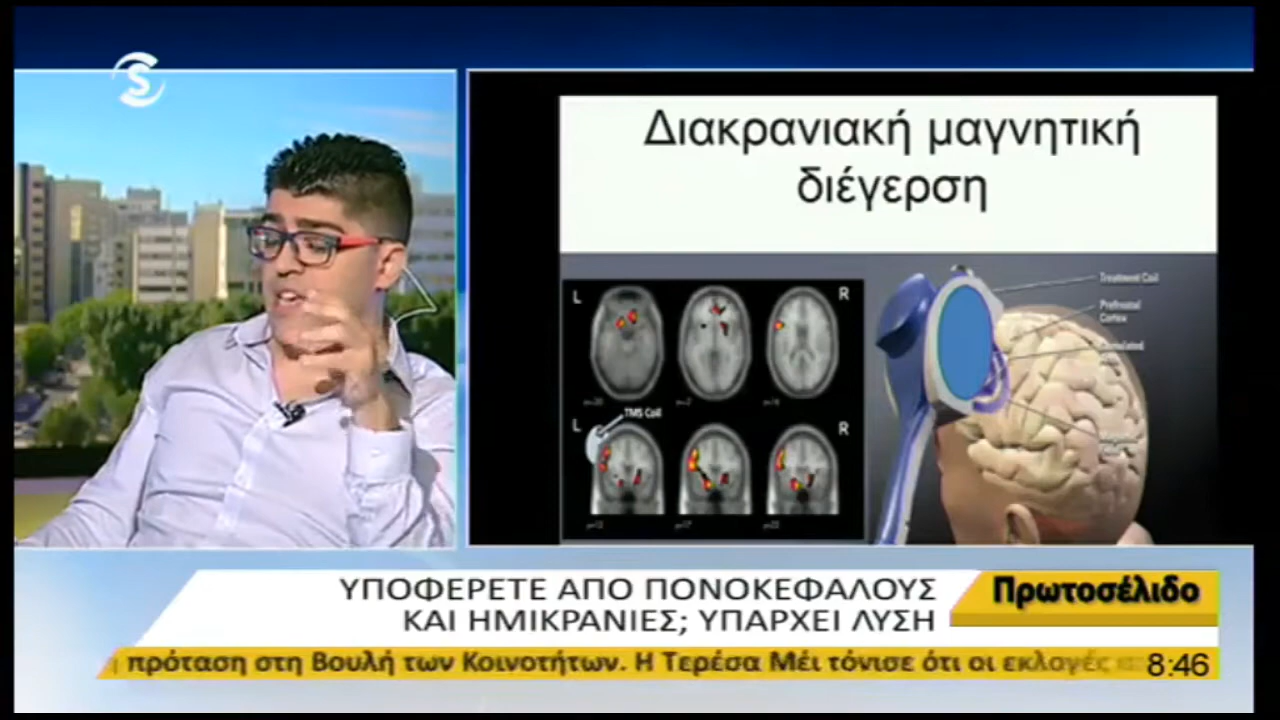 S
Διακρανιακή μαγνητική
διέγερση
L
R
Treatment Coil
Prefrontal
Cortex
TMS Coil
L
R
ΥΠΟΦΕΡΕΤΕ ΑΠΟ ΠΟΝΟΚΕΦΑΛΟΥΣ
ΚΑΙ ΗΜΙΚΡΑΝΙΕΣ; ΥΠΑΡΧΕΙ ΛΥΣΗ
Πρωτοσέλιδο
πρόταση στη Βουλή των Κοινοτήτων. Η Τερέσα Μέι τόνισε ότι οι εκλογές
8:46